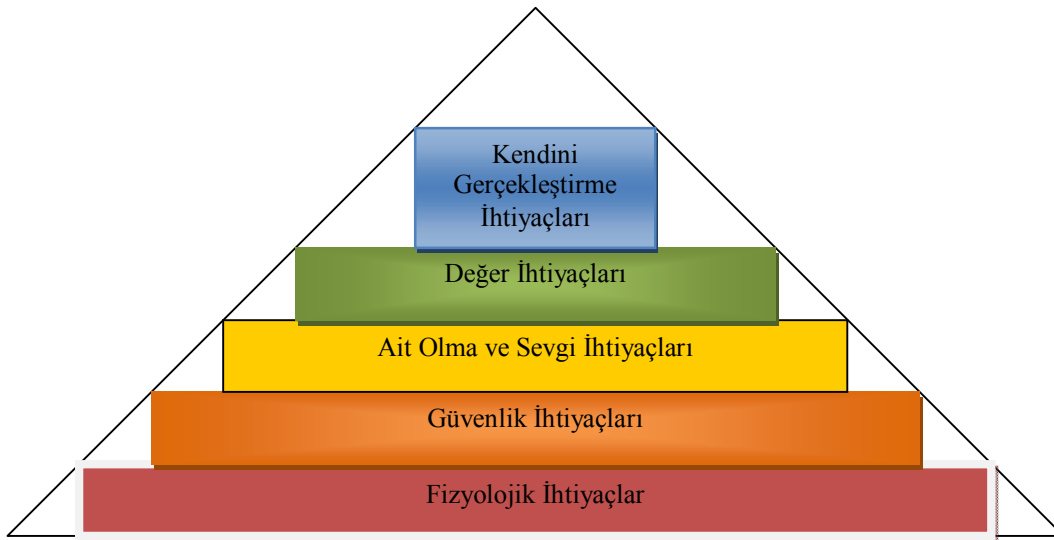 Kendini
Gerçekleştirme
İhtiyaçları
Değer İhtiyaçları
Ait Olma ve Sevgi İhtiyaçları
Güvenlik İhtiyaçları
Fizyolojik İhtiyaçlar